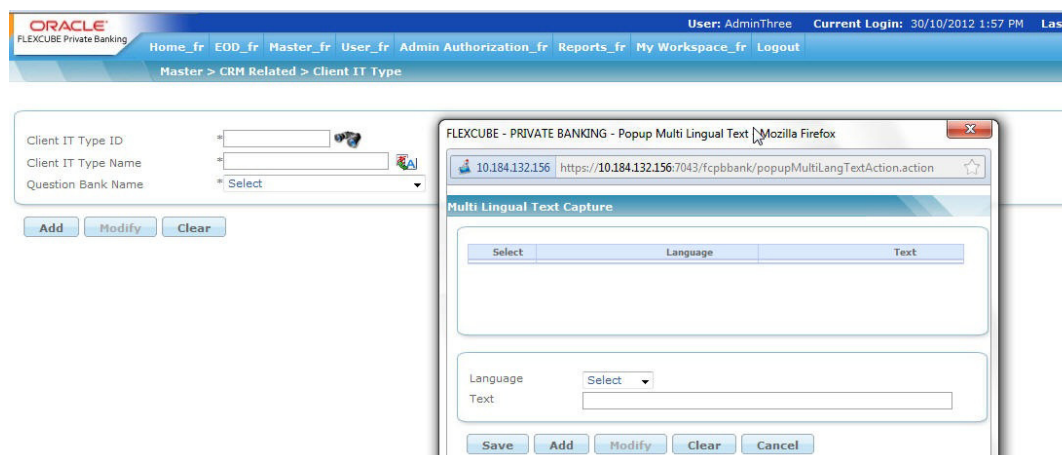 ORACLE
FLEXCUBE Private Banking
User: AdminThree Current Login: 30/10/2012 1:57 PM Las
Home_fr EOD_fr Master_fr User_fr Admin Authorization_fr Reports_fr My Workspace_fr Logout
Master > CRM Related > Client IT Type
Client IT Type ID *
Client IT Type Name *
Question Bank Name * Select
Add Modify Clear
FLEXCUBE - PRIVATE BANKING - Popup Multi Lingual Text - Mozilla Firefox
10.184.132.156 https://10.184.132.156:7043/fcpbbank/popupMultiLangTextAction.action
Multi Lingual Text Capture
Select Language Text
Language Select
Text
Save Add Modify Clear Cancel